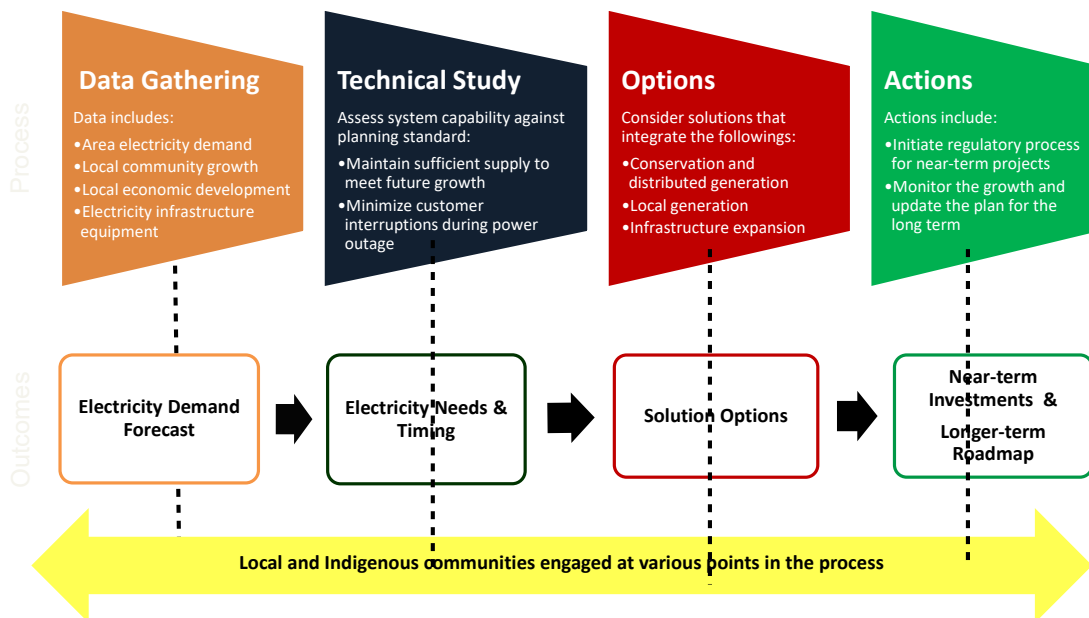 Process
Data Gathering
Data includes:
•Area electricity demand
•Local community growth
•Local economic development
•Electricity infrastructure
equipment
Technical Study
Assess system capability against
planning standard:
•Maintain sufficient supply to
meet future growth
•Minimize customer
interruptions during power
outage
Options
Consider solutions that
integrate the followings:
•Conservation and
distributed generation
•Local generation
•Infrastructure expansion
Actions
Actions include:
•Initiate regulatory process
for near-term projects
•Monitor the growth and
update the plan for the
long term
Outcomes
Electricity Demand
Forecast
Electricity Needs &
Timing
Solution Options
Near-term
Investments &
Longer-term
Roadmap
Local and Indigenous communities engaged at various points in the process